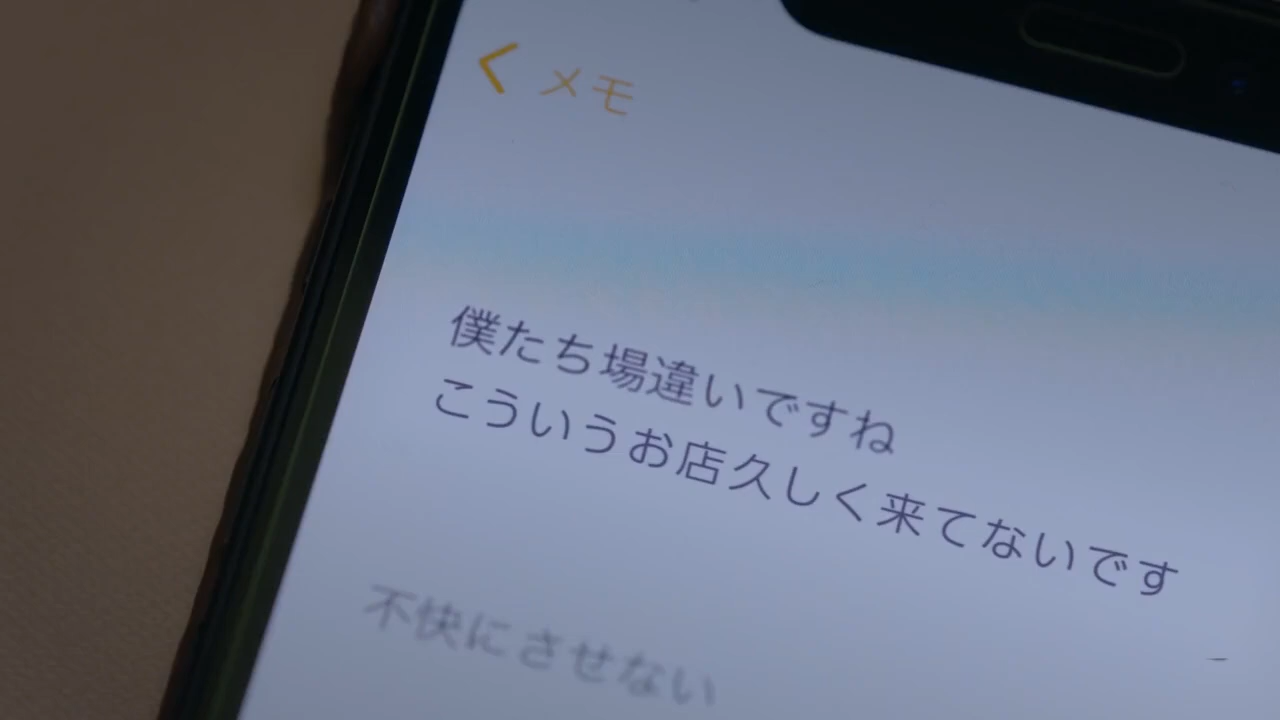 メモ
僕たち場違いですね
こういうお店久しく来てないです
不快にさせない